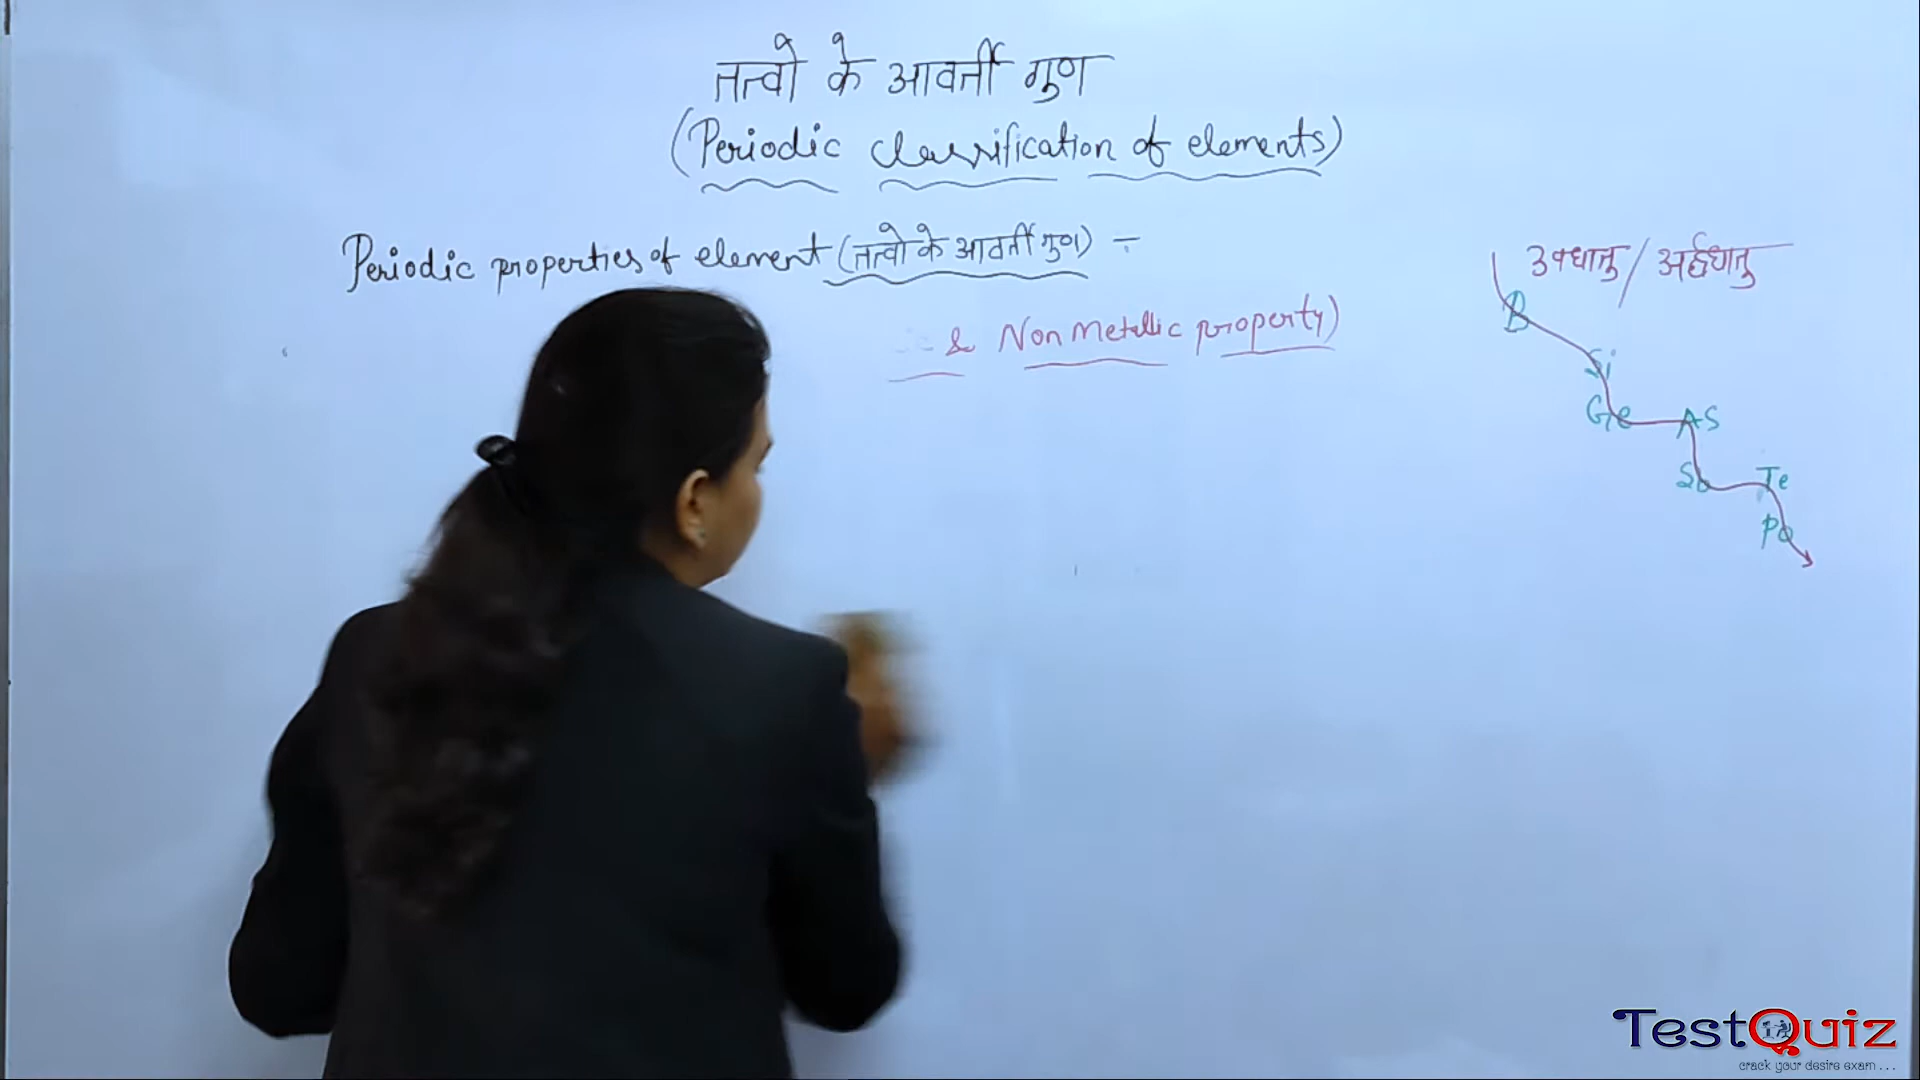 तत्वो के आवर्ती गुण
(Periodic classification of elements)
Periodic properties of element (तत्वो के आवर्ती गुण) ÷
& Non Metallic property)
उपधातु / अर्द्धधातु
B
Si
Ge As
Sb Te
Po
TestQuiz
crack your desire exam ...